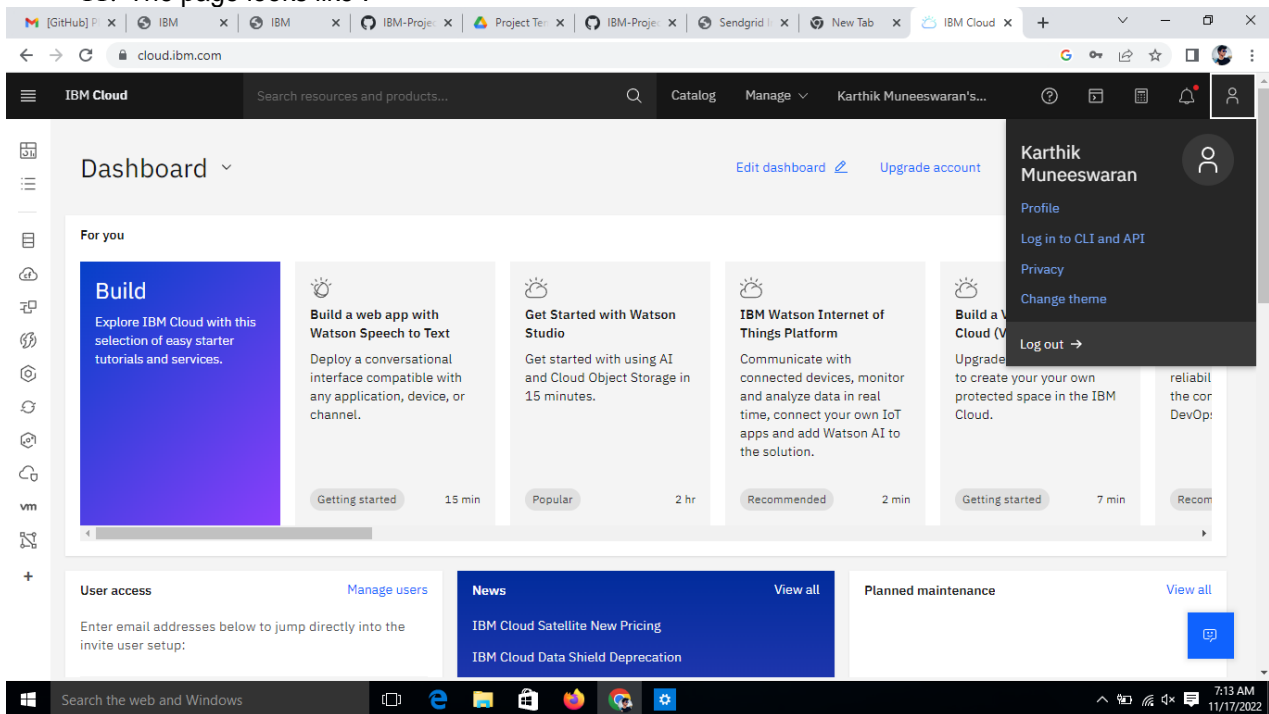 [GitHub] P
IBM
IBM
IBM-Projec
Project Ten
IBM-Projec
Sendgrid I
New Tab
IBM Cloud
cloud.ibm.com
IBM Cloud
Search resources and products...
Catalog
Manage
Karthik Muneeswaran's...
Dashboard
Edit dashboard
Upgrade account
Karthik
Muneeswaran
Profile
Log in to CLI and API
Privacy
Change theme
Log out →
For you
Build
Explore IBM Cloud with this
selection of easy starter
tutorials and services.
Build a web app with
Watson Speech to Text
Deploy a conversational
interface compatible with
any application, device, or
channel.
Getting started 15 min
Get Started with Watson
Studio
Get started with using AI
and Cloud Object Storage in
15 minutes.
Popular 2 hr
IBM Watson Internet of
Things Platform
Communicate with
connected devices, monitor
and analyze data in real
time, connect your own IoT
apps and add Watson AI to
the solution.
Recommended 2 min
Build a V
Cloud (V
Upgrade
to create your your own
protected space in the IBM
Cloud.
Getting started 7 min
reliabil
the cor
DevOp
Recom
vm
User access
Manage users
Enter email addresses below to jump directly into the
invite user setup:
News
View all
IBM Cloud Satellite New Pricing
IBM Cloud Data Shield Deprecation
Planned maintenance
View all
Search the web and Windows
7:13 AM
11/17/2022